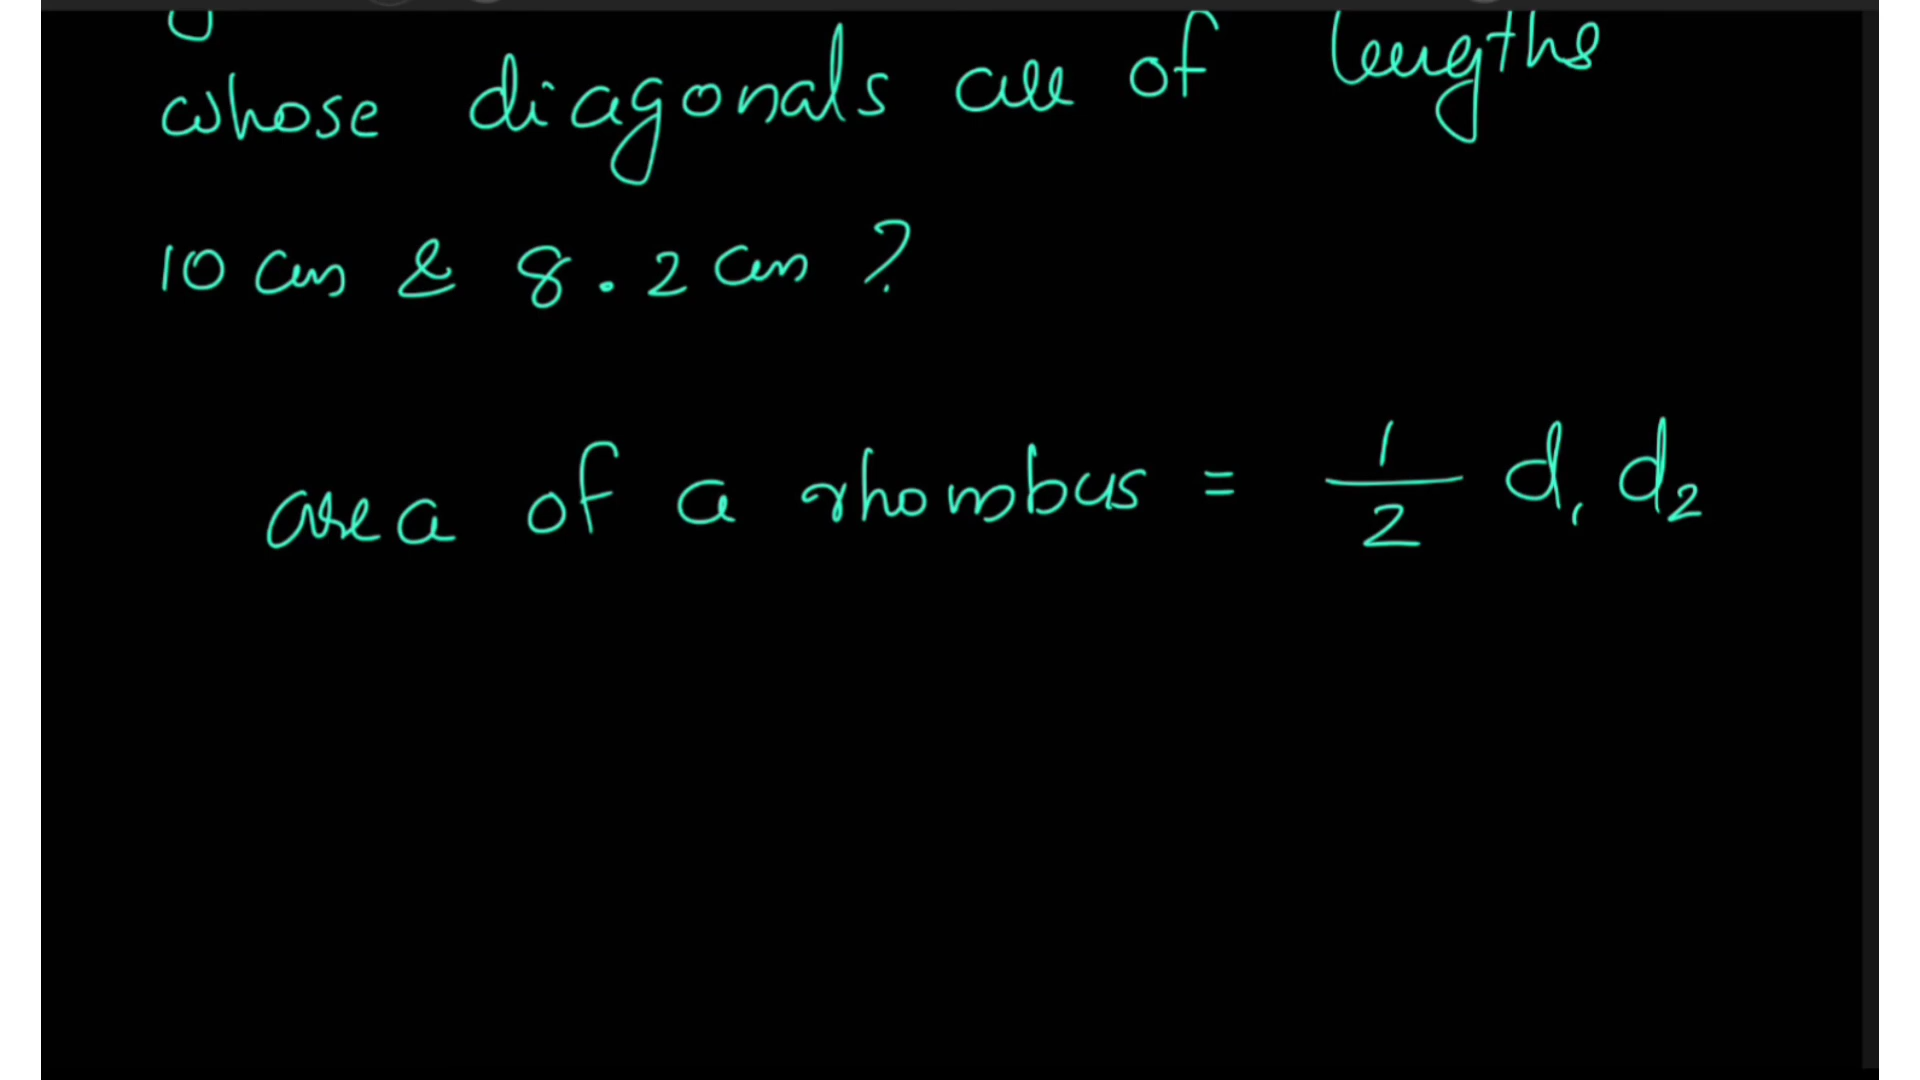 whose diagonals are of lengths
10 cm & 8.2 cm ?
area of a rhombus = 1/2 d₁ d₂